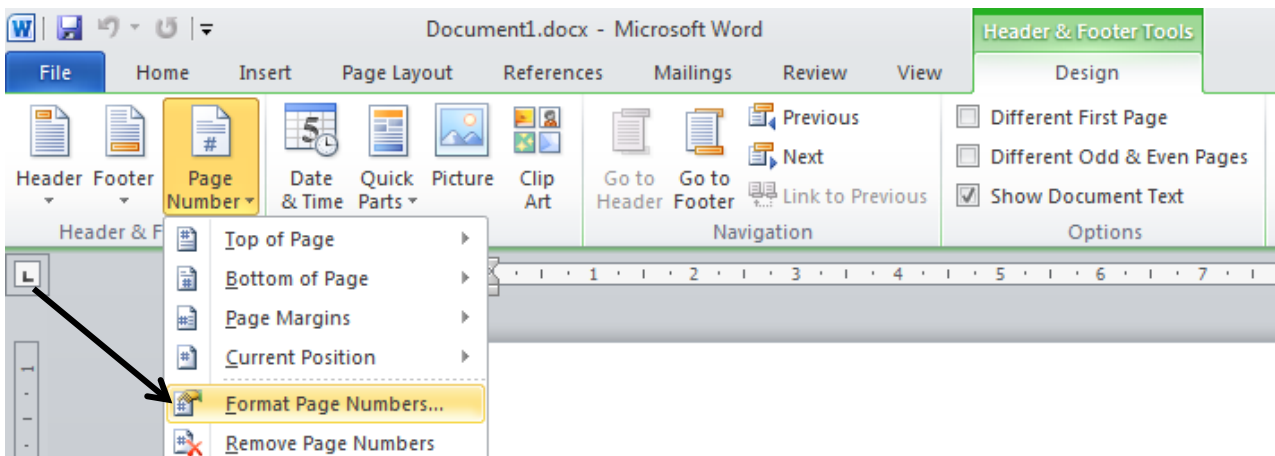 W Document1.docx - Microsoft Word Header & Footer Tools
File Home Insert Page Layout References Mailings Review View Design
Header Footer Page Number Date & Time Quick Parts Picture Clip Art Go to Header Go to Footer
Previous
Next
Link to Previous
Different First Page
Different Odd & Even Pages
Show Document Text
Header & F Navigation Options
Top of Page
Bottom of Page
Page Margins
Current Position
Format Page Numbers...
Remove Page Numbers
1 2 3 4 5 6 7
1